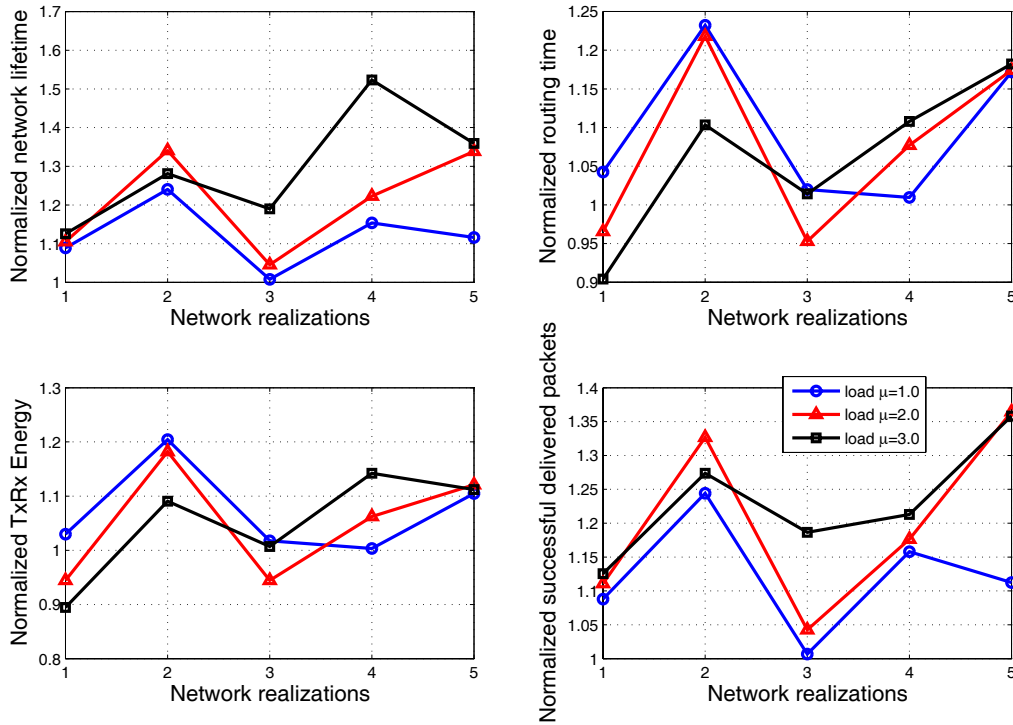 Normalized network lifetime
1.7
1.6
1.5
1.4
1.3
1.2
1.1
1
1 2 3 4 5
Network realizations
Normalized routing time
1.25
1.2
1.15
1.1
1.05
1
0.95
0.9
1 2 3 4 5
Network realizations
Normalized TxRx Energy
1.3
1.2
1.1
1
0.9
0.8
1 2 3 4 5
Network realizations
Normalized successful delivered packets
1.4
1.35
1.3
1.25
1.2
1.15
1.1
1.05
1
1 2 3 4 5
Network realizations
load μ=1.0
load μ=2.0
load μ=3.0